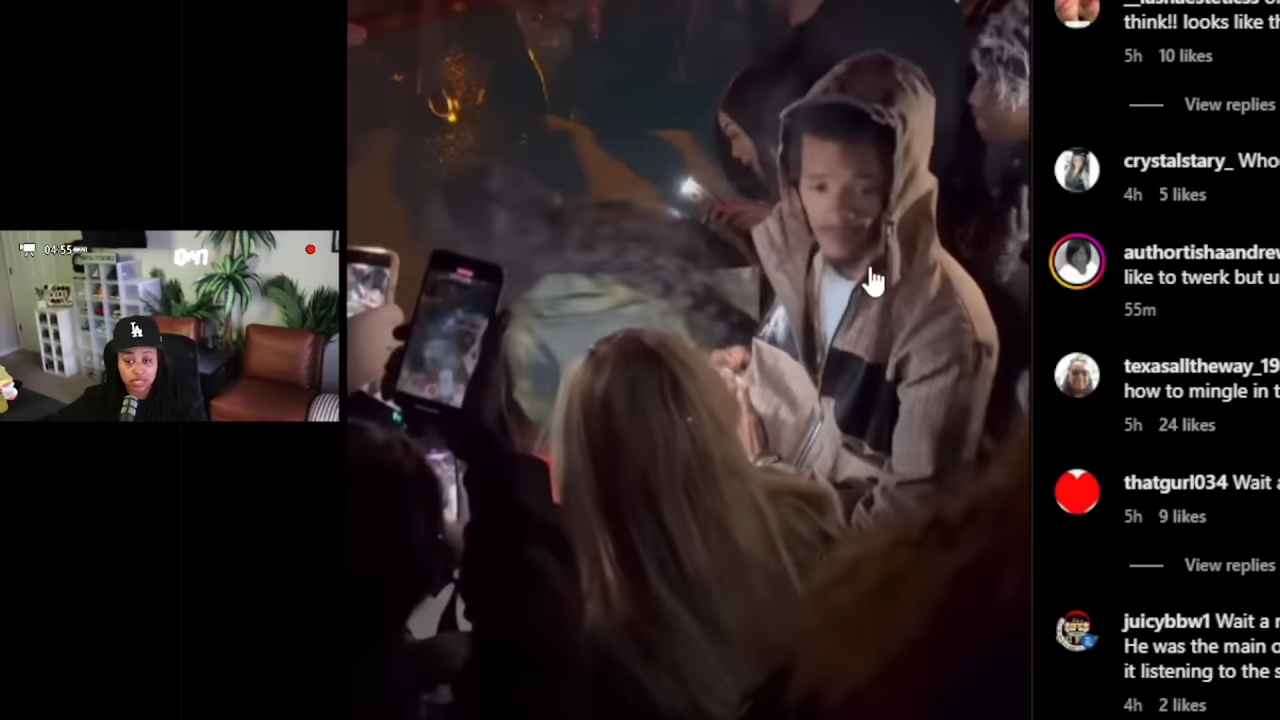 04:55
LA
think!! looks like th
5h 10 likes
View replies
crystalstary_ Who
4h 5 likes
authortishaandrew
like to twerk but u
55m
texasalltheway_19
how to mingle in t
5h 24 likes
thatgurl034 Wait a
5h 9 likes
View replies
juicybbw1 Wait a
He was the main
it listening to the s
4h 2 likes